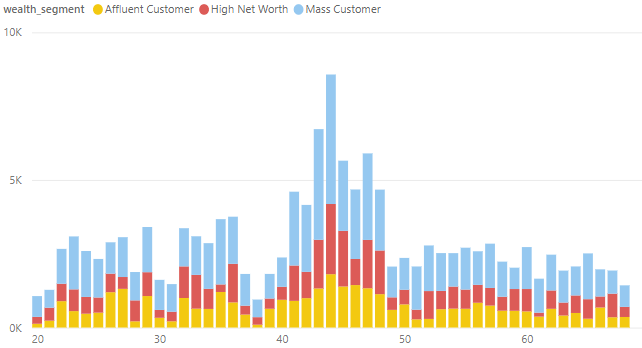 wealth_segment Affluent Customer High Net Worth Mass Customer
10K
5K
0K
20 30 40 50 60